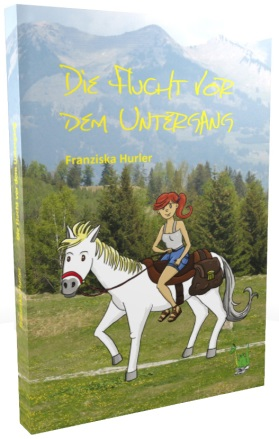 Die Flucht vor
dem Untergang
Franziska Hurler